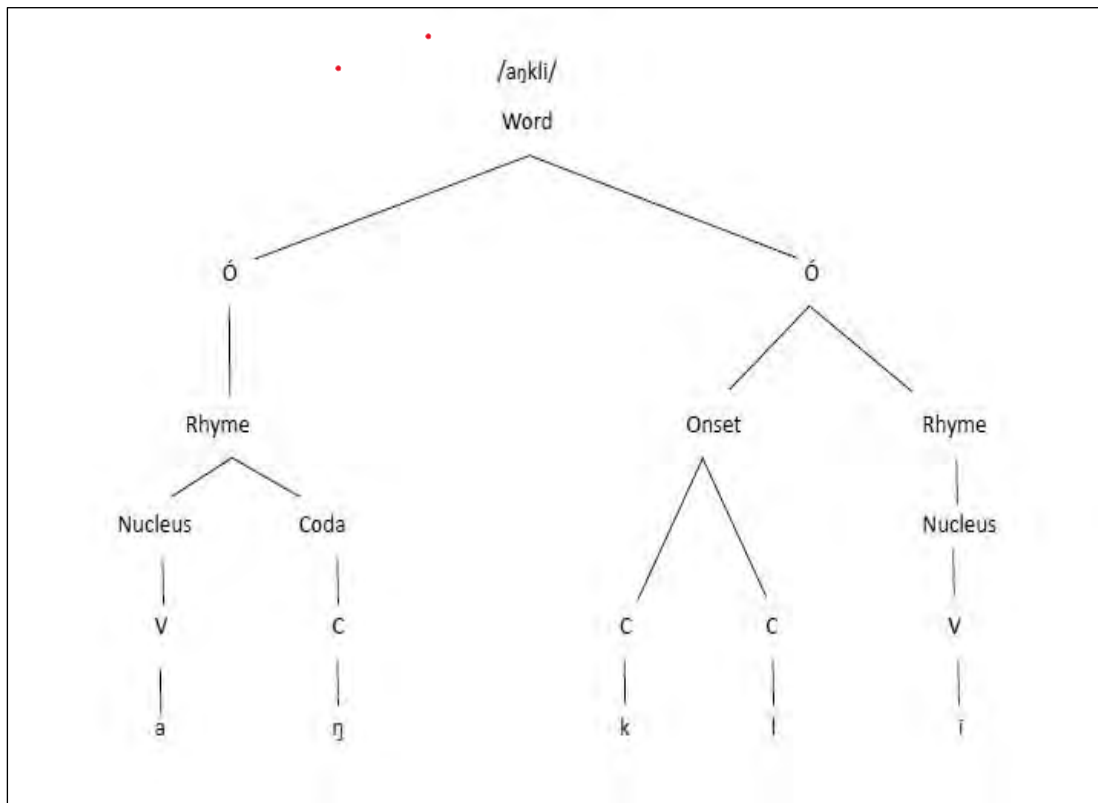 /aŋkli/
Word
Ó Ó
Rhyme Onset Rhyme
Nucleus Coda Nucleus
V C C C V
a ŋ k l i